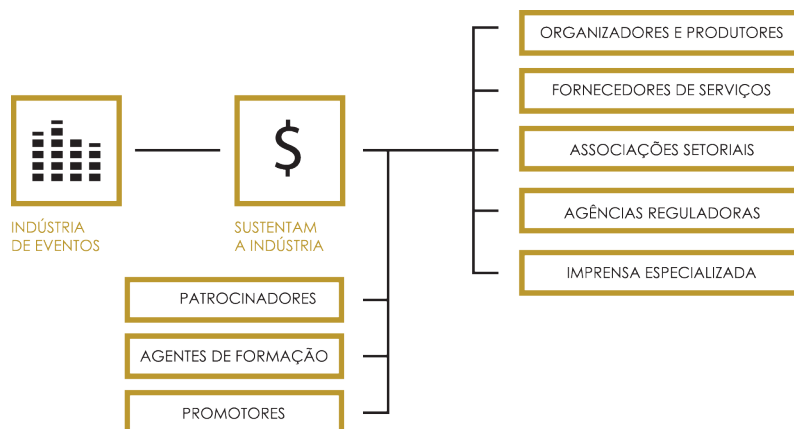 ORGANIZADORES E PRODUTORES
FORNECEDORES DE SERVIÇOS
ASSOCIAÇÕES SETORIAIS
AGÊNCIAS REGULADORAS
IMPRENSA ESPECIALIZADA
$
INDÚSTRIA
DE EVENTOS
SUSTENTAM
A INDÚSTRIA
PATROCINADORES
AGENTES DE FORMAÇÃO
PROMOTORES